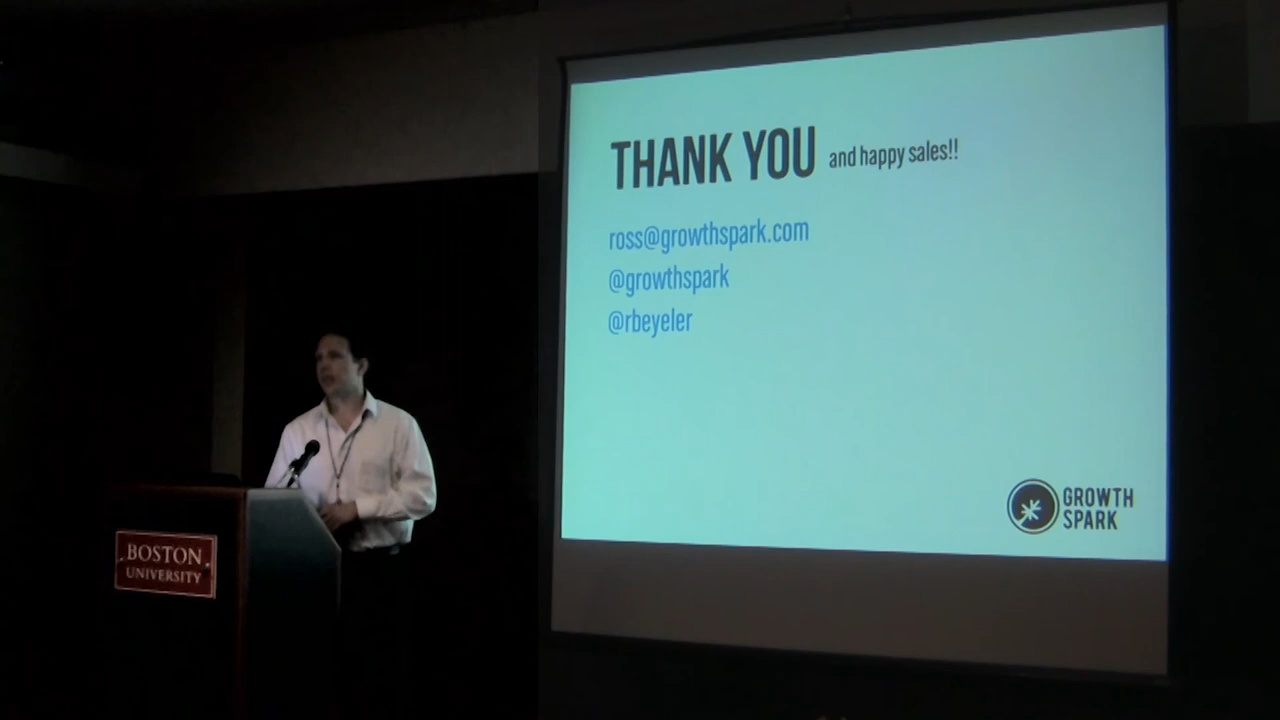 THANK YOU and happy sales!!
ross@growthspark.com
@growthspark
@rbeyeler
GROWTH
SPARK
BOSTON
UNIVERSITY